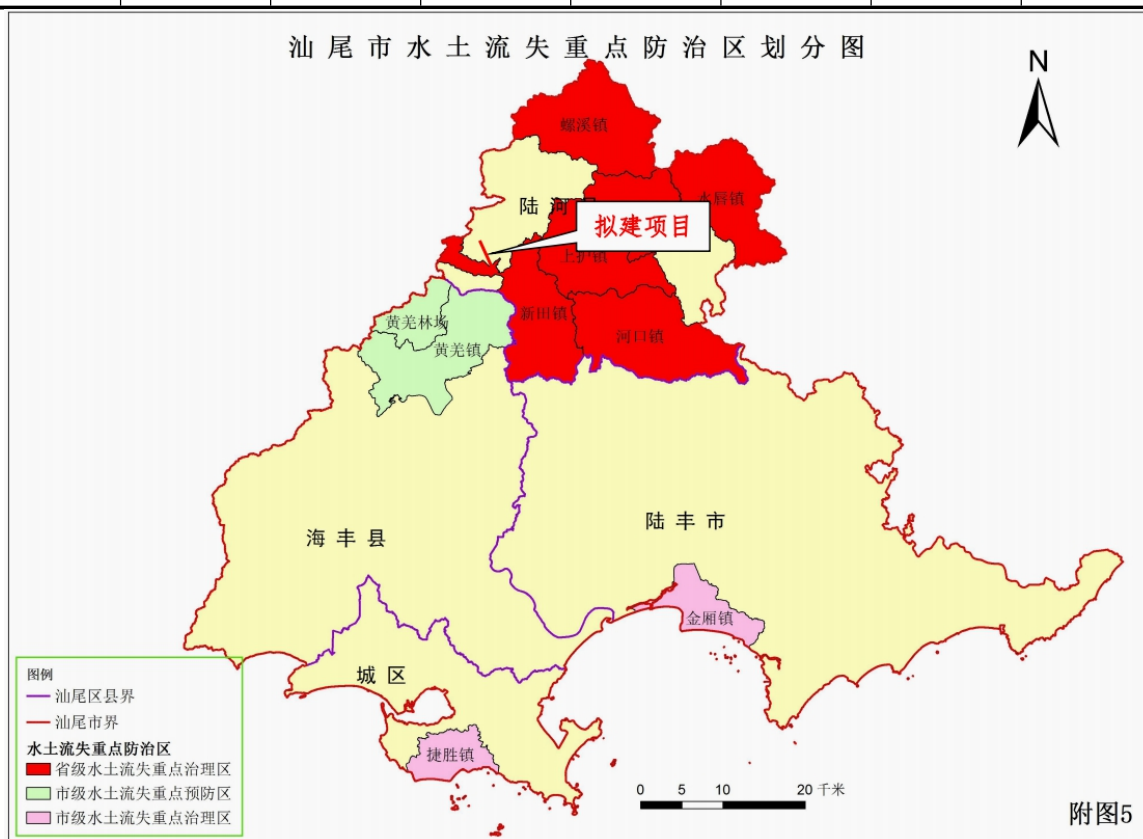 汕尾市水土流失重点防治区划分图
N
螺溪镇
水唇镇
陆河
拟建项目
上护镇
新田镇
河口镇
黄羌林场
黄羌镇
海丰县
陆丰市
金厢镇
城区
捷胜镇
图例
汕尾区县界
汕尾市界
水土流失重点防治区
省级水土流失重点治理区
市级水土流失重点预防区
市级水土流失重点治理区
0 5 10 20 千米
附图5